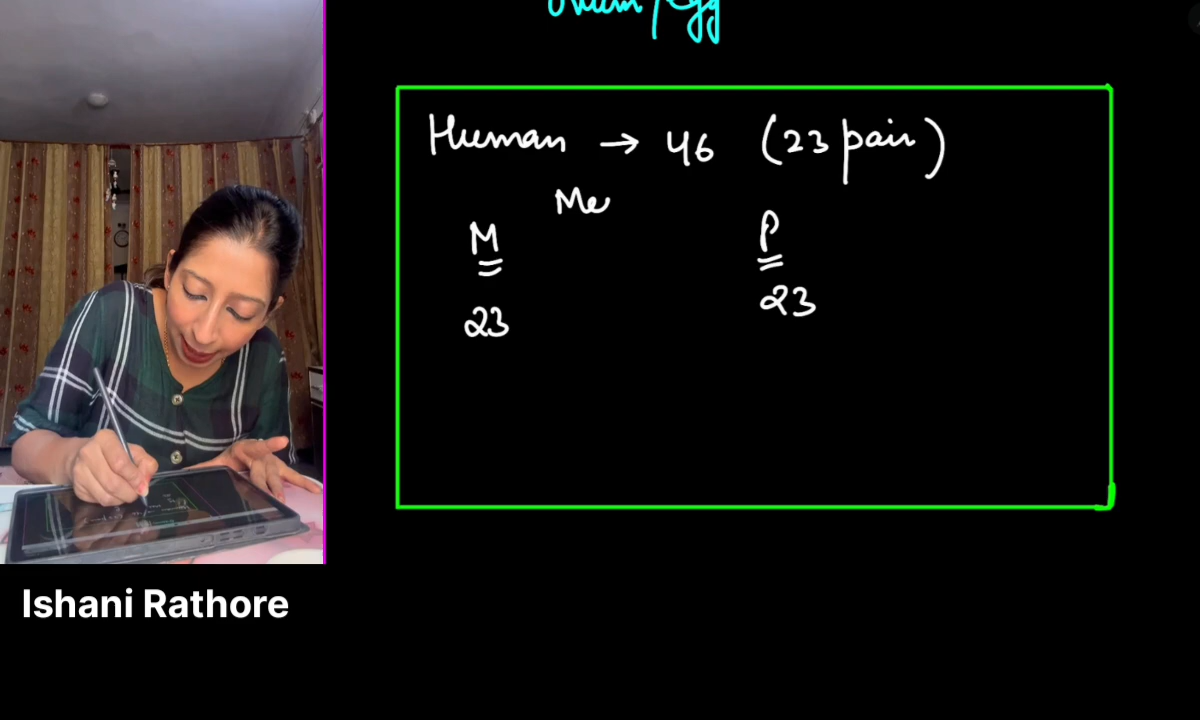 Human → 46 (23 pair)
Me
M P
23 23
Ishani Rathore